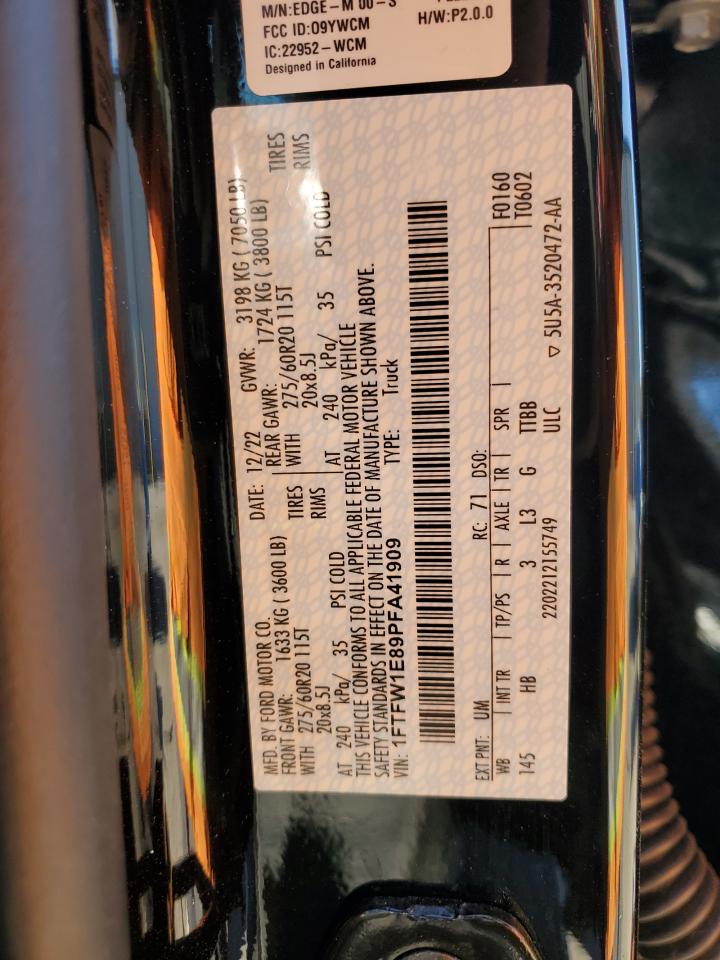 M/N:EDGE-M
FCC ID:O9YWCM
IC:22952-WCM
Designed in California
H/W:P2.0.0
MFD. BY FORD MOTOR CO.
DATE: 12/22 GVWR: 3198 KG ( 7050 LB)
FRONT GAWR: 1633 KG ( 3600 LB)
REAR GAWR: 1724 KG ( 3800 LB)
WITH 275/60R20 115T TIRES
WITH 275/60R20 115T TIRES
20x8.5J RIMS
20x8.5J RIMS
AT 240 kPa/ 35 PSI COLD
AT 240 kPa/ 35 PSI COLD
THIS VEHICLE CONFORMS TO ALL APPLICABLE FEDERAL MOTOR VEHICLE
SAFETY STANDARDS IN EFFECT ON THE DATE OF MANUFACTURE SHOWN ABOVE.
VIN: 1FTFW1E89PFA41909
TYPE: Truck
EXT PNT: UM RC: 71 DSO:
WB | INT TR | TP/PS | R | AXLE | TR | SPR | F0160
145 HB 3 L3 G TTBB T0602
2202212155749 ULC
▽ 5U5A-3520472-AA